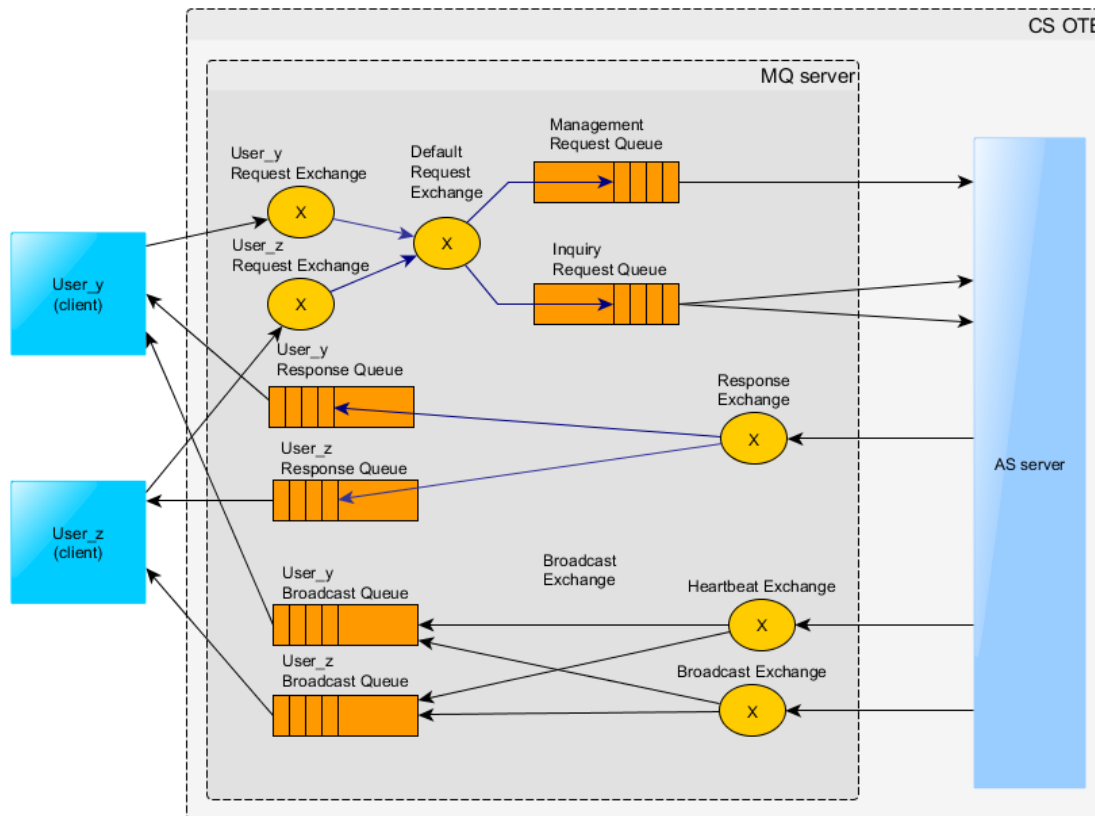 CS OTE
MQ server
User_y
Request Exchange
Default
Request
Exchange
Management
Request Queue
X
X
User_z
Request Exchange
X
Inquiry
Request Queue
User_y
(client)
User_y
Response Queue
Response
Exchange
X
User_z
Response Queue
AS server
User_z
(client)
User_y
Broadcast Queue
Broadcast
Exchange
Heartbeat Exchange
X
User_z
Broadcast Queue
Broadcast Exchange
X